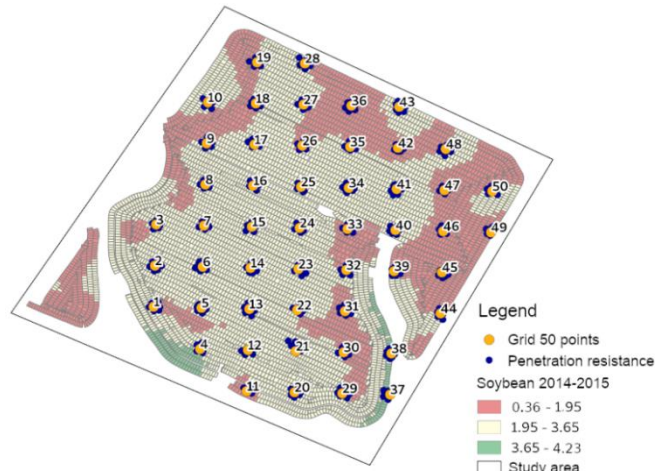 19 28
10 18 27 36 43
9 17 26 35 42 48
8 16 25 34 41 47 50
3 7 15 24 33 40 46 49
2 6 14 23 32 39 45
1 5 13 22 31 44
4 12 21 30 38
11 20 29 37
Legend
Grid 50 points
Penetration resistance
Soybean 2014-2015
0.36 - 1.95
1.95 - 3.65
3.65 - 4.23
Study area